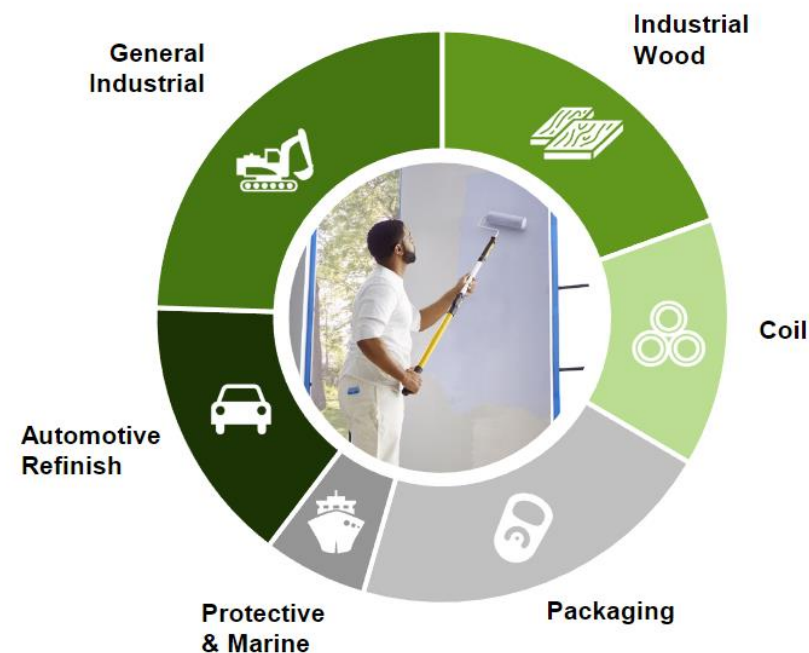 General
Industrial
Industrial
Wood
Coil
Automotive
Refinish
Protective
& Marine
Packaging